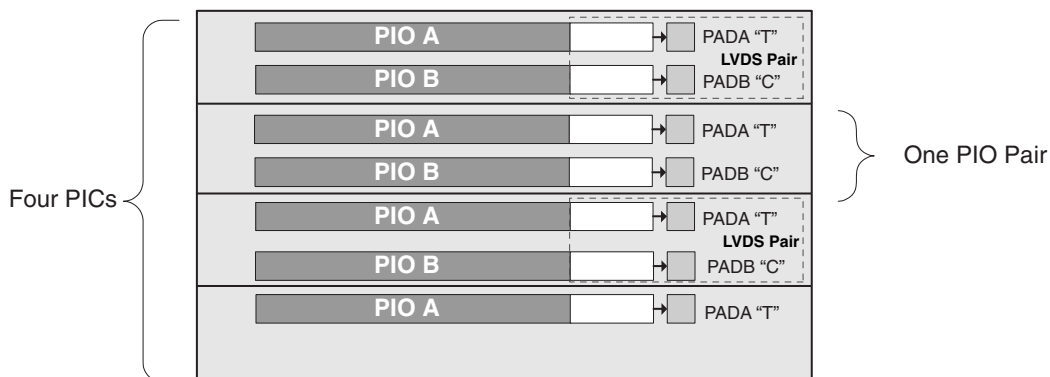 PIO A PADA “T”
LVDS Pair
PIO B PADB “C”
PIO A PADA “T”
One PIO Pair
PIO B PADB “C”
Four PICs
PIO A PADA “T”
LVDS Pair
PIO B PADB “C”
PIO A PADA “T”